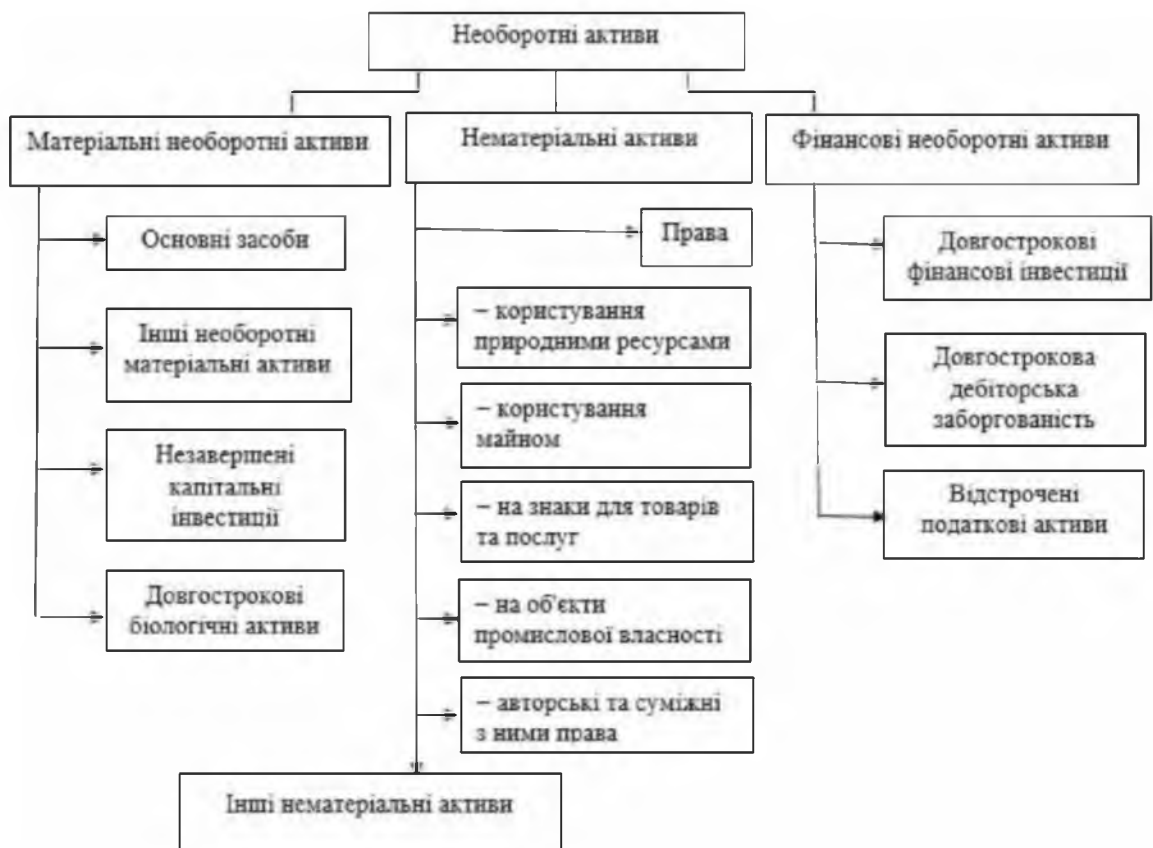 Необоротні активи
Матеріальні необоротні активи
Основні засоби
Інші необоротні
матеріальні активи
Незавершені
капітальні
інвестиції
Довгострокові
біологічні активи
Нематеріальні активи
Права
– користування
природними ресурсами
– користування
майном
– на знаки для товарів
та послуг
– на об'єкти
промислової власності
– авторські та суміжні
з ними права
Інші нематеріальні активи
Фінансові необоротні активи
Довгострокові
фінансові інвестиції
Довгострокова
дебіторська
заборгованість
Відстрочені
податкові активи